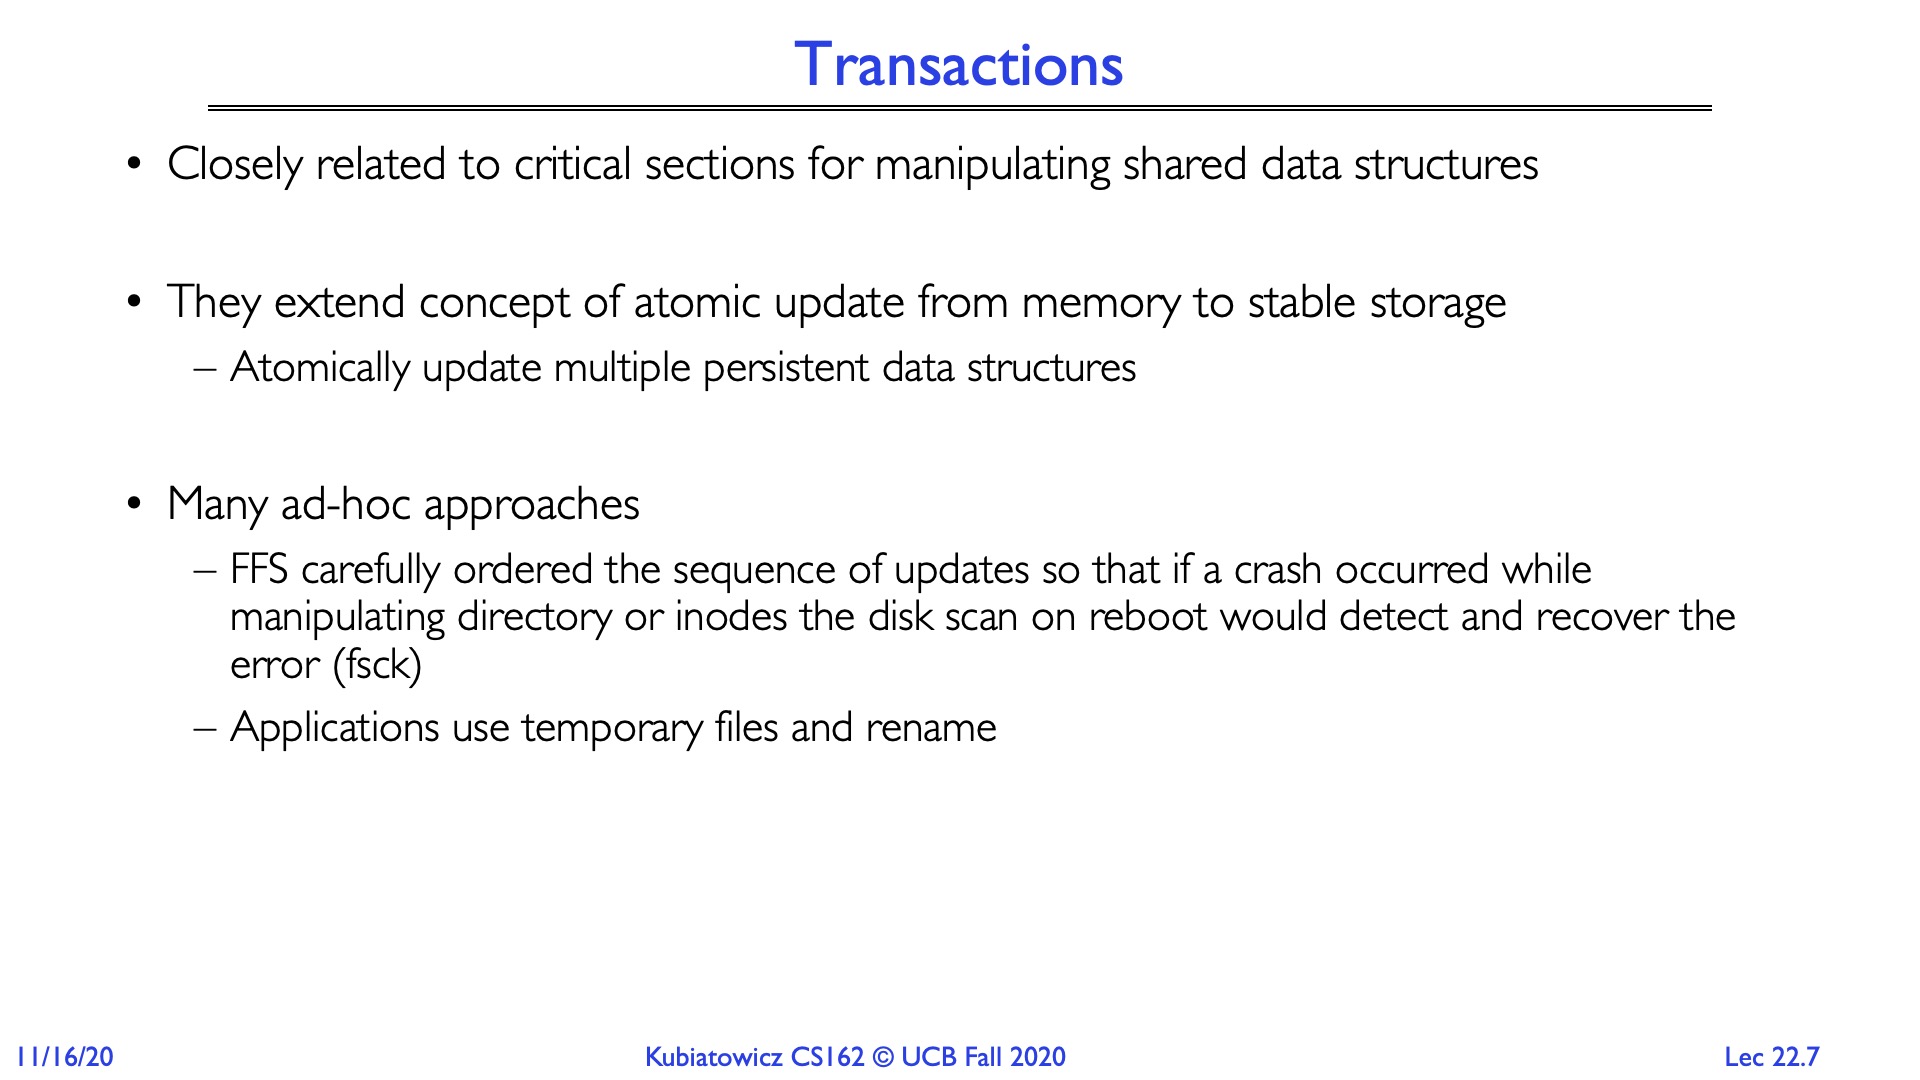 Transactions
• Closely related to critical sections for manipulating shared data structures
• They extend concept of atomic update from memory to stable storage
– Atomically update multiple persistent data structures
• Many ad-hoc approaches
– FFS carefully ordered the sequence of updates so that if a crash occurred while
manipulating directory or inodes the disk scan on reboot would detect and recover the
error (fsck)
– Applications use temporary files and rename
11/16/20
Kubiatowicz CS162 © UCB Fall 2020
Lec 22.7